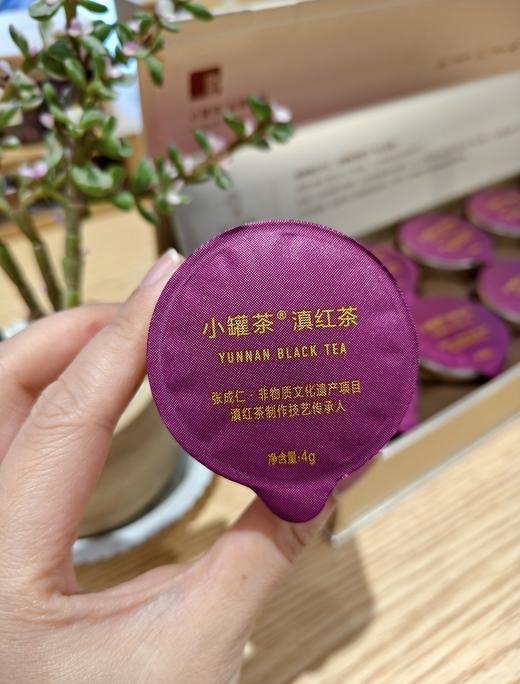 小罐茶®滇红茶
YUNNAN BLACK TEA
张成仁·非物质文化遗产项目
滇红茶制作技艺传承人
净含量:4g